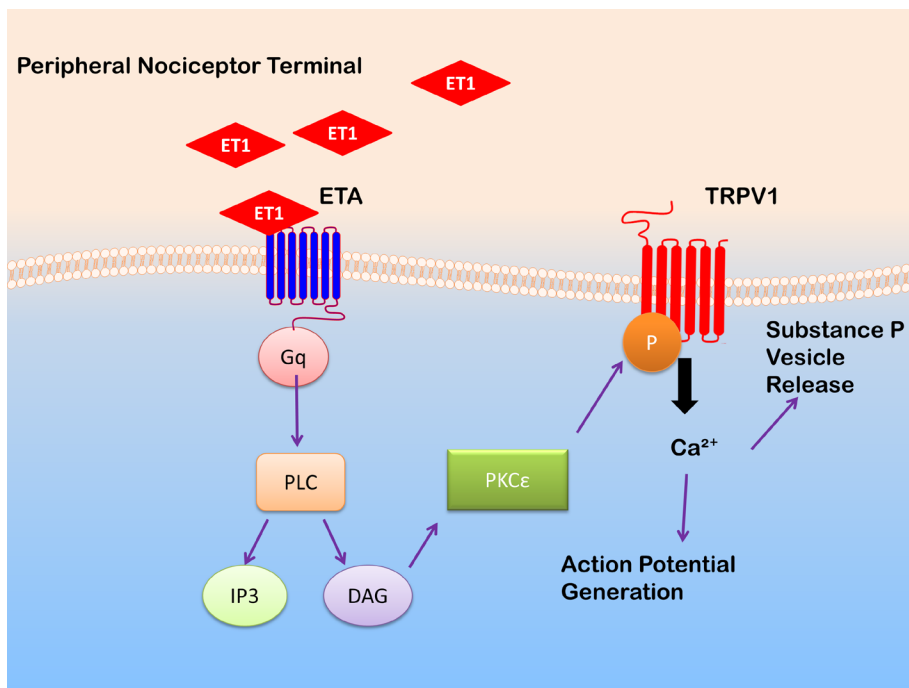 Peripheral Nociceptor Terminal
ET1
ET1
ET1
ET1
ETA
TRPV1
Gq
P
Substance P
Vesicle
Release
Ca²⁺
PLC
PKCε
Action Potential
Generation
IP3
DAG